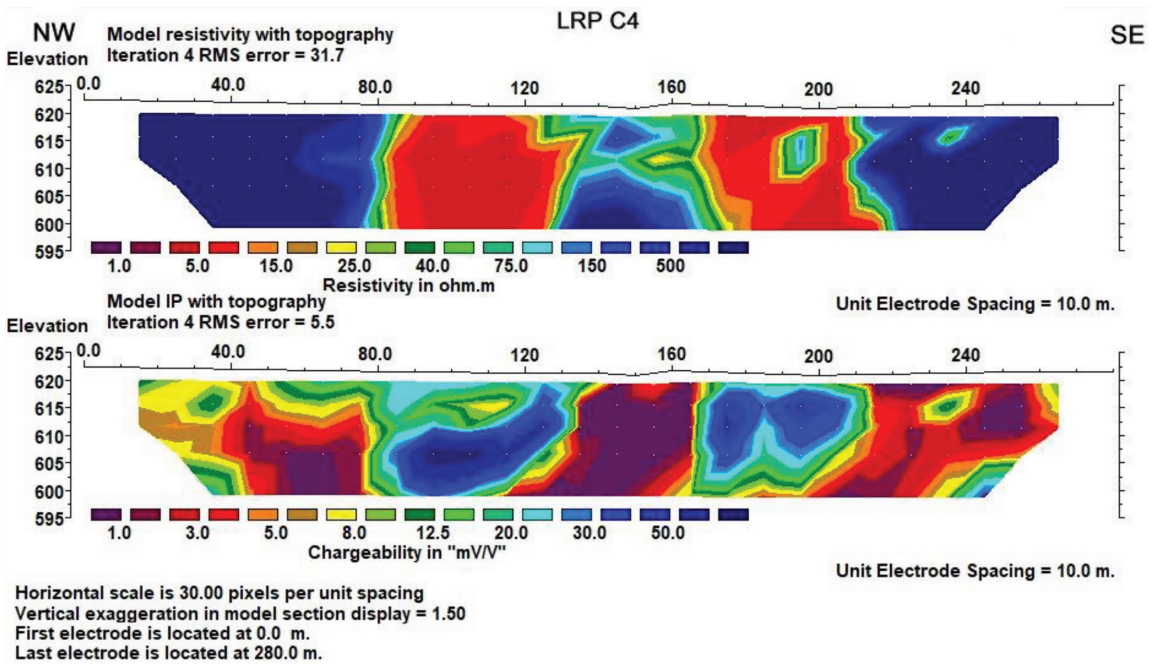 LRP C4
NW
SE
Model resistivity with topography
Iteration 4 RMS error = 31.7
Elevation
0.0 40.0 80.0 120 160 200 240
625
620
615
610
605
600
595
1.0 5.0 15.0 25.0 40.0 75.0 150 500
Resistivity in ohm.m
Unit Electrode Spacing = 10.0 m.
Model IP with topography
Iteration 4 RMS error = 5.5
Elevation
0.0 40.0 80.0 120 160 200 240
625
620
615
610
605
600
595
1.0 3.0 5.0 8.0 12.5 20.0 30.0 50.0
Chargeability in "mV/V"
Unit Electrode Spacing = 10.0 m.
Horizontal scale is 30.00 pixels per unit spacing
Vertical exaggeration in model section display = 1.50
First electrode is located at 0.0 m.
Last electrode is located at 280.0 m.